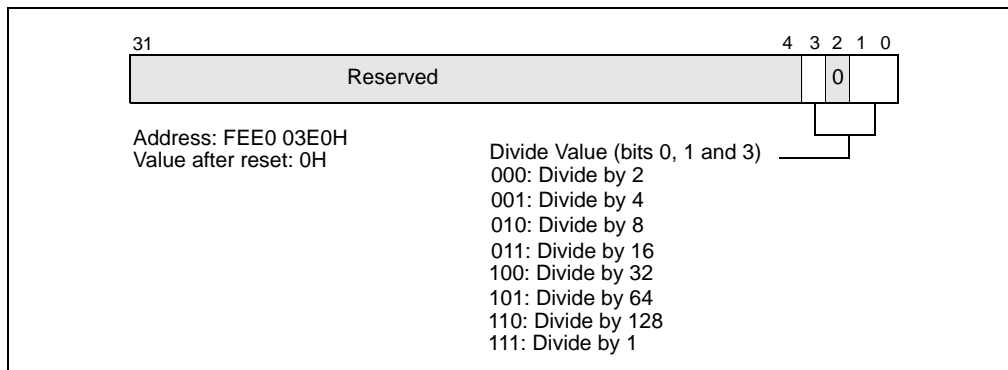 31 4 3 2 1 0
Reserved 0
Address: FEE0 03E0H
Value after reset: 0H
Divide Value (bits 0, 1 and 3)
000: Divide by 2
001: Divide by 4
010: Divide by 8
011: Divide by 16
100: Divide by 32
101: Divide by 64
110: Divide by 128
111: Divide by 1